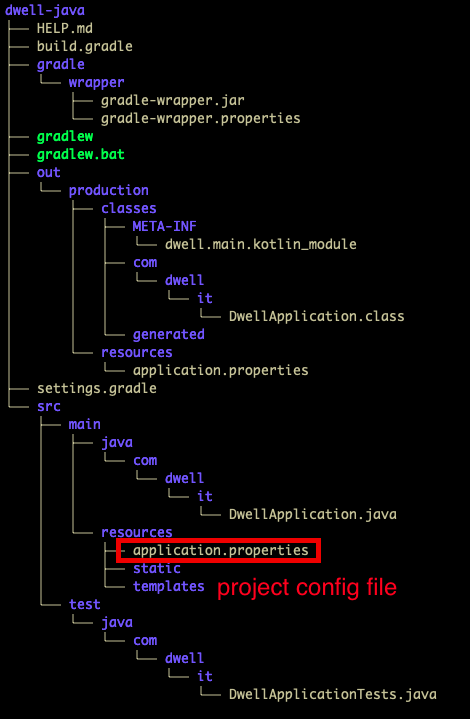 dwell-java
├── HELP.md
├── build.gradle
├── gradle
│   └── wrapper
│       ├── gradle-wrapper.jar
│       └── gradle-wrapper.properties
├── gradlew
├── gradlew.bat
├── out
│   └── production
│       ├── classes
│       │   ├── META-INF
│       │   │   └── dwell.main.kotlin_module
│       │   ├── com
│       │   │   └── dwell
│       │   │       └── it
│       │   │           └── DwellApplication.class
│       │   └── generated
│       └── resources
│           └── application.properties
├── settings.gradle
└── src
    ├── main
    │   ├── java
    │   │   └── com
    │   │       └── dwell
    │   │           └── it
    │   │               └── DwellApplication.java
    │   └── resources
    │       ├── application.properties
    │       ├── static
    │       └── templates
project config file
    └── test
        └── java
            └── com
                └── dwell
                    └── it
                        └── DwellApplicationTests.java